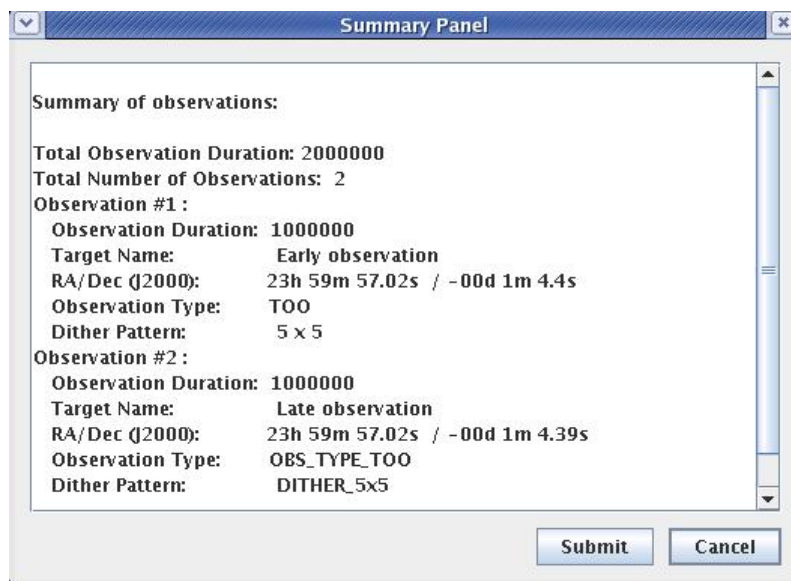 Summary Panel
Summary of observations:
Total Observation Duration: 2000000
Total Number of Observations: 2
Observation #1 :
Observation Duration: 1000000
Target Name: Early observation
RA/Dec (J2000): 23h 59m 57.02s / -00d 1m 4.4s
Observation Type: TOO
Dither Pattern: 5 x 5
Observation #2 :
Observation Duration: 1000000
Target Name: Late observation
RA/Dec (J2000): 23h 59m 57.02s / -00d 1m 4.39s
Observation Type: OBS_TYPE_TOO
Dither Pattern: DITHER_5x5
Submit Cancel